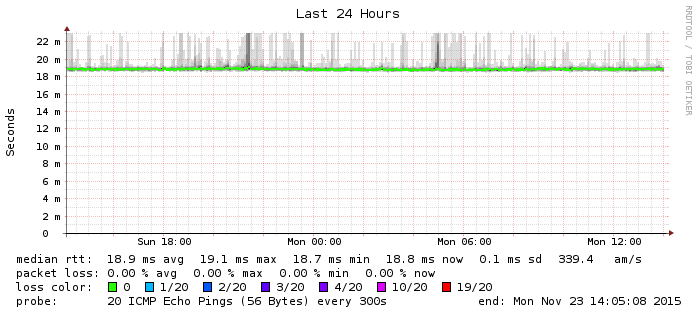 Last 24 Hours
RRDTOOL / TOBI OETIKER
Seconds
22 m
20 m
18 m
16 m
14 m
12 m
10 m
8 m
6 m
4 m
2 m
0
Sun 18:00 Mon 00:00 Mon 06:00 Mon 12:00
median rtt: 18.9 ms avg 19.1 ms max 18.7 ms min 18.8 ms now 0.1 ms sd 339.4 am/s
packet loss: 0.00 % avg 0.00 % max 0.00 % min 0.00 % now
loss color: 0 1/20 2/20 3/20 4/20 10/20 19/20
probe: 20 ICMP Echo Pings (56 Bytes) every 300s end: Mon Nov 23 14:05:08 2015